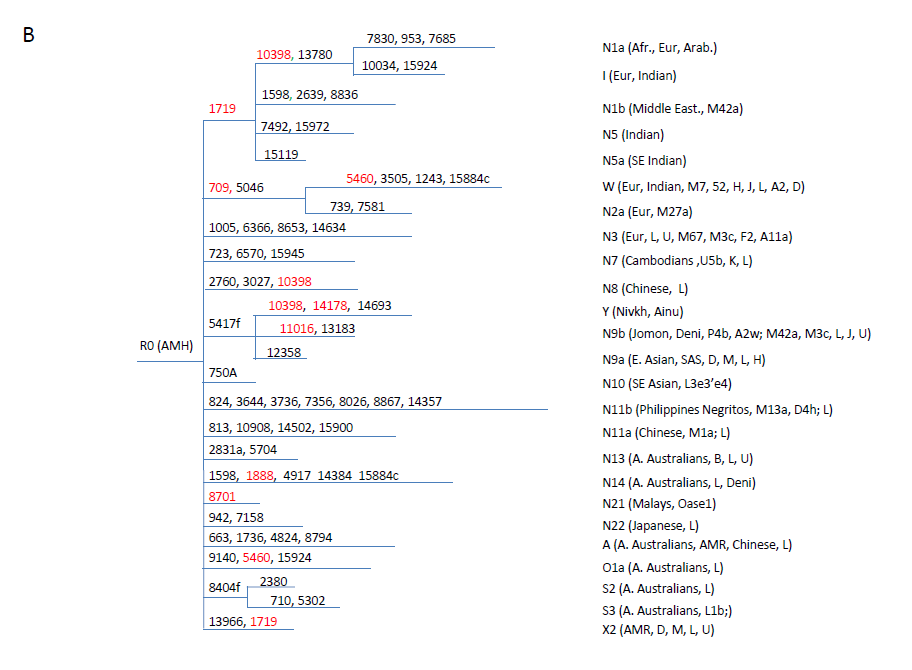 B
7830, 953, 7685
N1a (Afr., Eur, Arab.)
10398, 13780
10034, 15924
I (Eur, Indian)
1719
1598, 2639, 8836
N1b (Middle East., M42a)
7492, 15972
N5 (Indian)
15119
N5a (SE Indian)
709, 5046
5460, 3505, 1243, 15884c
W (Eur, Indian, M7, 52, H, J, L, A2, D)
739, 7581
N2a (Eur, M27a)
1005, 6366, 8653, 14634
N3 (Eur, L, U, M67, M3c, F2, A11a)
723, 6570, 15945
N7 (Cambodians ,U5b, K, L)
2760, 3027, 10398
N8 (Chinese, L)
10398, 14178, 14693
Y (Nivkh, Ainu)
5417f
11016, 13183
N9b (Jomon, Deni, P4b, A2w; M42a, M3c, L, J, U)
R0 (AMH)
12358
N9a (E. Asian, SAS, D, M, L, H)
750A
N10 (SE Asian, L3e3'e4)
824, 3644, 3736, 7356, 8026, 8867, 14357
N11b (Philippines Negritos, M13a, D4h; L)
813, 10908, 14502, 15900
N11a (Chinese, M1a; L)
2831a, 5704
N13 (A. Australians, B, L, U)
1598, 1888, 4917 14384 15884c
N14 (A. Australians, L, Deni)
8701
N21 (Malays, Oase1)
942, 7158
N22 (Japanese, L)
663, 1736, 4824, 8794
A (A. Australians, AMR, Chinese, L)
9140, 5460, 15924
O1a (A. Australians, L)
8404f
2380
S2 (A. Australians, L)
710, 5302
S3 (A. Australians, L1b;)
13966, 1719
X2 (AMR, D, M, L, U)